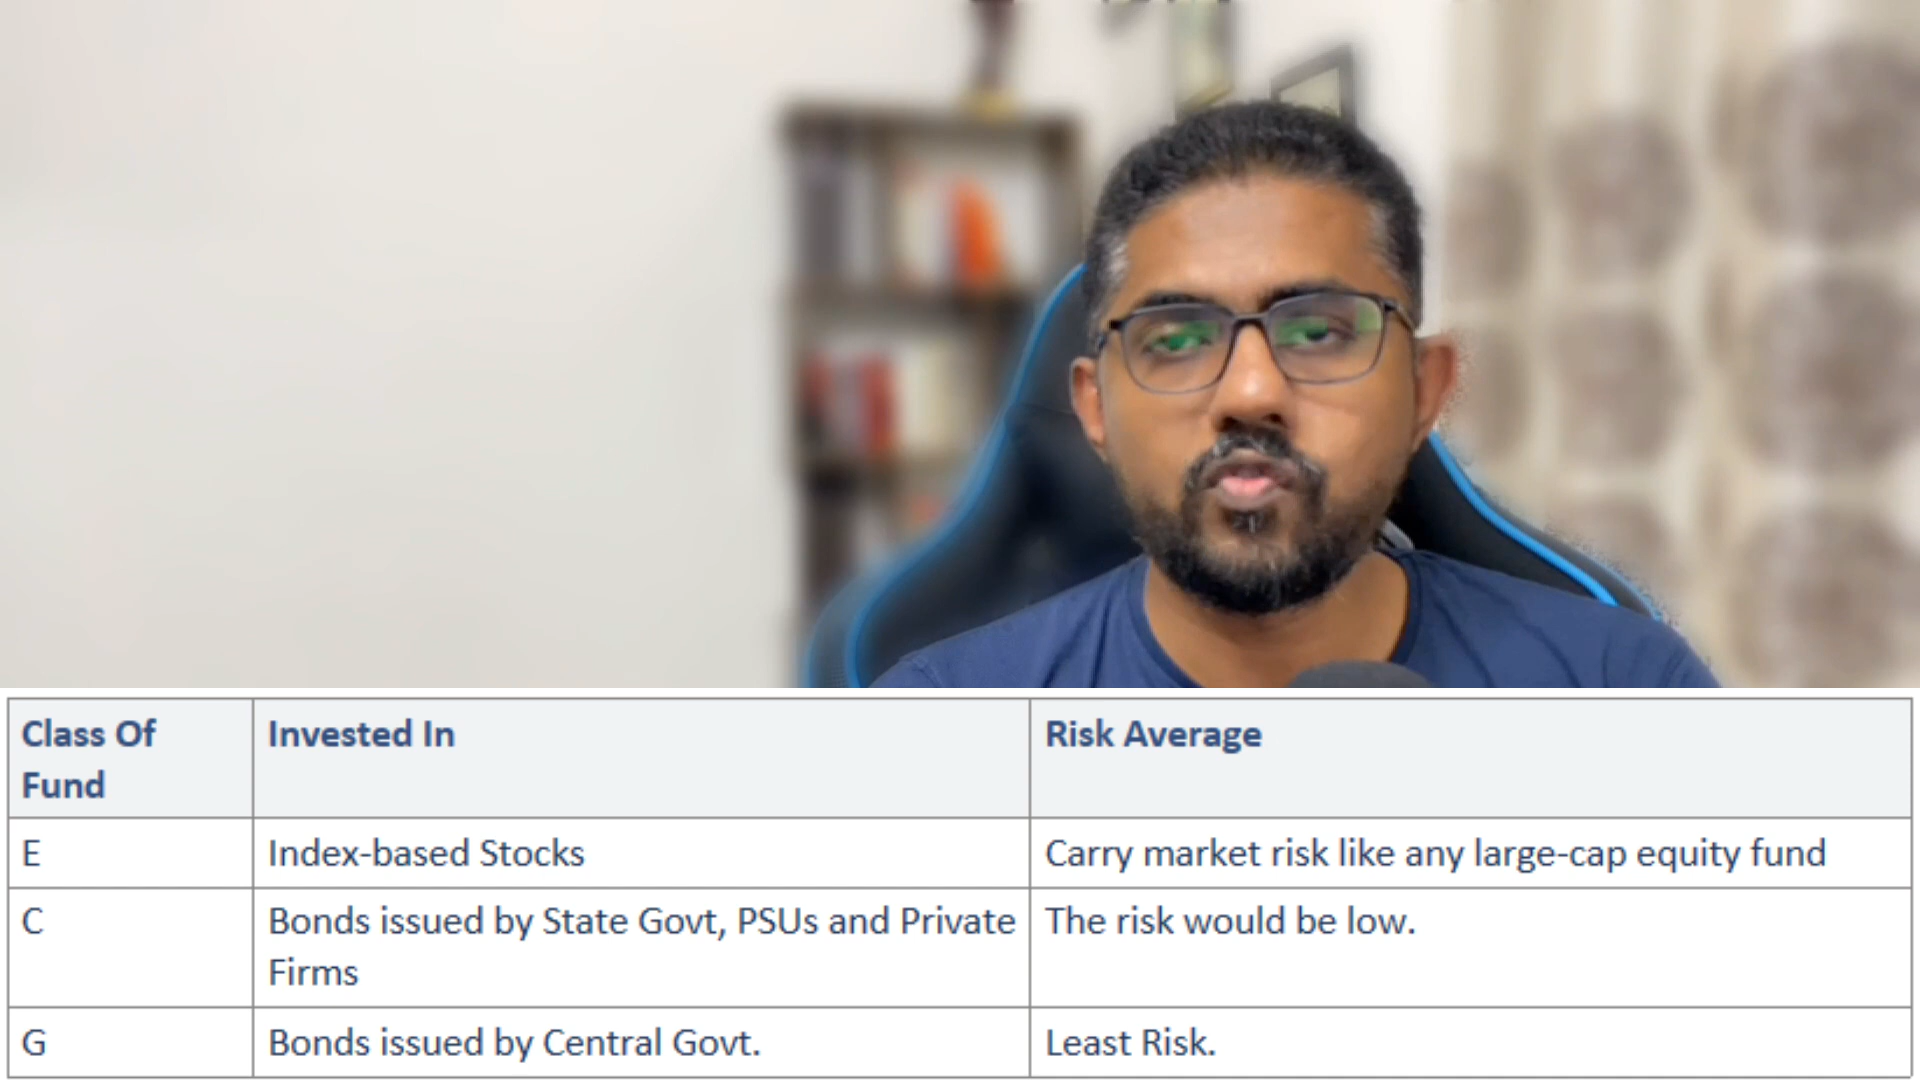 Class Of Fund
Invested In
Risk Average
E
Index-based Stocks
Carry market risk like any large-cap equity fund
C
Bonds issued by State Govt, PSUs and Private Firms
The risk would be low.
G
Bonds issued by Central Govt.
Least Risk.